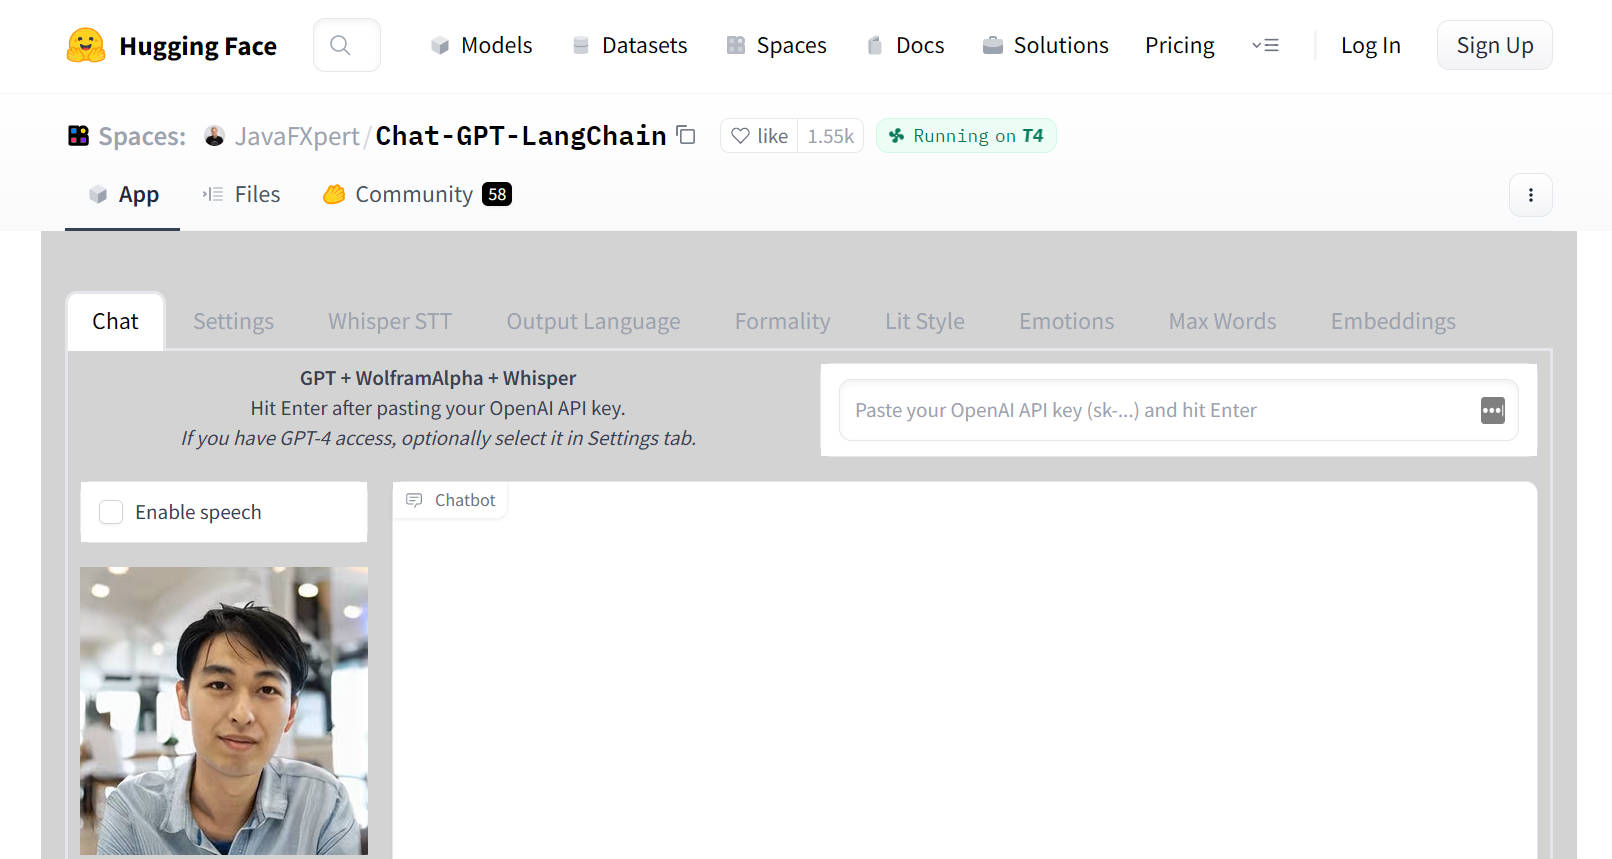 Hugging Face
Models
Datasets
Spaces
Docs
Solutions
Pricing
Log In
Sign Up
Spaces:
JavaFXpert/Chat-GPT-LangChain
like
1.55k
Running on T4
App
Files
Community
58
Chat
Settings
Whisper STT
Output Language
Formality
Lit Style
Emotions
Max Words
Embeddings
GPT + WolframAlpha + Whisper
Hit Enter after pasting your OpenAI API key.
If you have GPT-4 access, optionally select it in Settings tab.
Paste your OpenAI API key (sk-...) and hit Enter
Enable speech
Chatbot